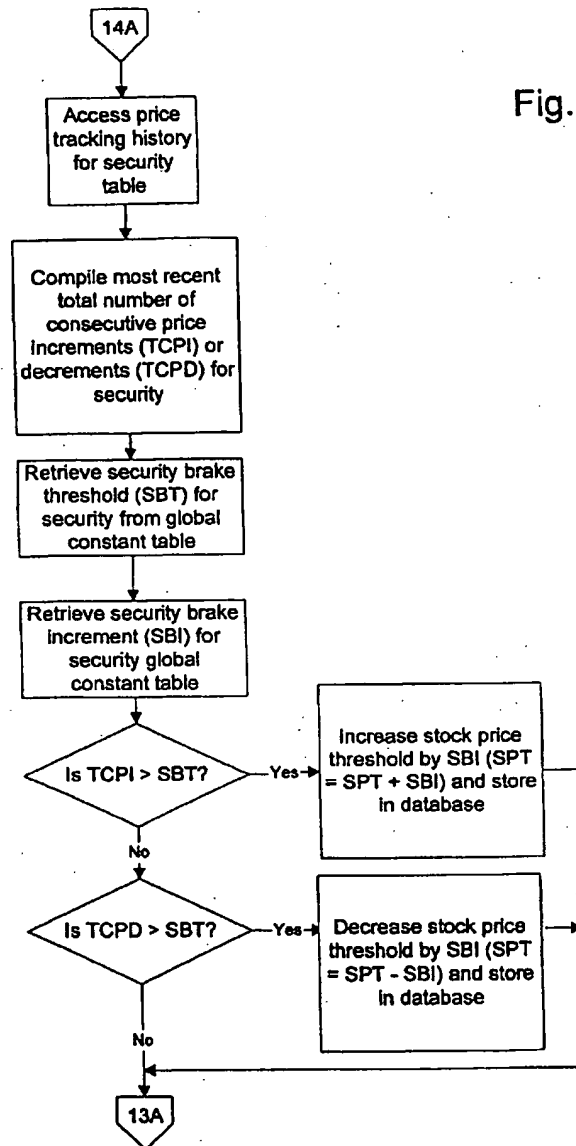 14A
Fig.
Access price
tracking history
for security
table
Compile most recent
total number of
consecutive price
increments (TCPI) or
decrements (TCPD) for
security
Retrieve security brake
threshold (SBT) for
security from global
constant table
Retrieve security brake
increment (SBI) for
security global
constant table
Is TCPI > SBT?
Yes
Increase stock price
threshold by SBI (SPT
= SPT + SBI) and store
in database
No
Is TCPD > SBT?
Yes
Decrease stock price
threshold by SBI (SPT
= SPT - SBI) and store
in database
No
13A